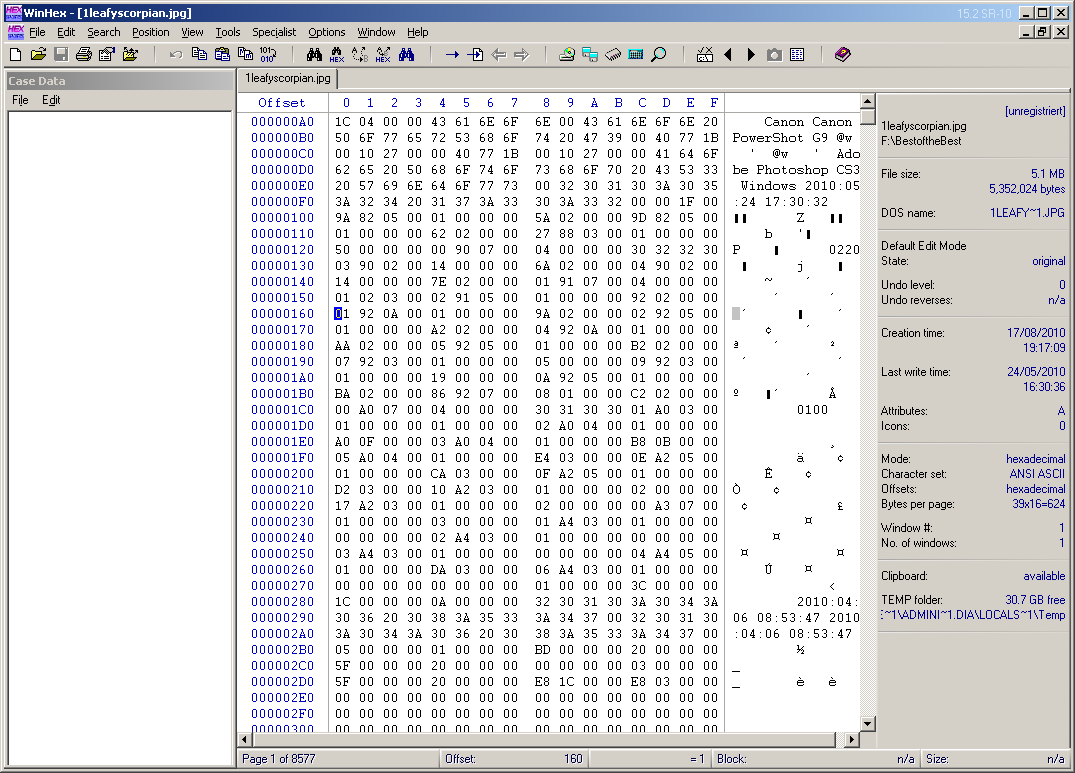 WinHex - [1leafyscorpian.jpg] 15.2 SR-10
File Edit Search Position View Tools Specialist Options Window Help
Case Data
File Edit
1leafyscorpian.jpg
Offset 0 1 2 3 4 5 6 7 8 9 A B C D E F
000000A0 1C 04 00 00 43 61 6E 6F 6E 00 43 61 6E 6F 6E 20 Canon Canon
000000B0 50 6F 77 65 72 53 68 6F 74 20 47 39 00 40 77 1B PowerShot G9 @w
000000C0 00 10 27 00 00 40 77 1B 00 10 27 00 00 41 64 6F ' @w ' Ado
000000D0 62 65 20 50 68 6F 74 6F 73 68 6F 70 20 43 53 33 be Photoshop CS3
000000E0 20 57 69 6E 64 6F 77 73 00 32 30 31 30 3A 30 35 Windows 2010:05
000000F0 3A 32 34 20 31 37 3A 33 30 3A 33 32 00 00 1F 00 :24 17:30:32
00000100 9A 82 05 00 01 00 00 00 5A 02 00 00 9D 82 05 00 Z
00000110 01 00 00 00 62 02 00 00 27 88 03 00 01 00 00 00 b '
00000120 50 00 00 00 00 90 07 00 04 00 00 00 30 32 32 30 P 0220
00000130 03 90 02 00 14 00 00 00 6A 02 00 00 04 90 02 00 j
00000140 14 00 00 00 7E 02 00 00 01 91 07 00 04 00 00 00 ~ ´
00000150 01 02 03 00 02 91 05 00 01 00 00 00 92 02 00 00 ´ ´
00000160 01 92 0A 00 01 00 00 00 9A 02 00 00 02 92 05 00 ´ ´
00000170 01 00 00 00 A2 02 00 00 04 92 0A 00 01 00 00 00 ¢ ´
00000180 AA 02 00 00 05 92 05 00 01 00 00 00 B2 02 00 00 ª ´ ²
00000190 07 92 03 00 01 00 00 00 05 00 00 00 09 92 03 00 ´ ´
000001A0 01 00 00 00 19 00 00 00 0A 92 05 00 01 00 00 00 ´
000001B0 BA 02 00 00 86 92 07 00 08 01 00 00 C2 02 00 00 º ´ Â
000001C0 00 A0 07 00 04 00 00 00 30 31 30 30 01 A0 03 00 0100
000001D0 01 00 00 00 01 00 00 00 02 A0 04 00 01 00 00 00
000001E0 A0 0F 00 00 03 A0 04 00 01 00 00 00 B8 0B 00 00 ¸
000001F0 05 A0 04 00 01 00 00 00 E4 03 00 00 0E A2 05 00 ä ¢
00000200 01 00 00 00 CA 03 00 00 0F A2 05 00 01 00 00 00 Ê ¢
00000210 D2 03 00 00 10 A2 03 00 01 00 00 00 02 00 00 00 Ò ¢
00000220 17 A2 03 00 01 00 00 00 02 00 00 00 00 A3 07 00 ¢ £
00000230 01 00 00 00 03 00 00 00 01 A4 03 00 01 00 00 00 ¤
00000240 00 00 00 00 02 A4 03 00 01 00 00 00 00 00 00 00 ¤
00000250 03 A4 03 00 01 00 00 00 00 00 00 00 04 A4 05 00 ¤ ¤
00000260 01 00 00 00 DA 03 00 00 06 A4 03 00 01 00 00 00 Ú ¤
00000270 00 00 00 00 00 00 00 00 01 00 00 00 3C 00 00 00 <
00000280 1C 00 00 00 0A 00 00 00 32 30 31 30 3A 30 34 3A 2010:04:
00000290 30 36 20 30 38 3A 35 33 3A 34 37 00 32 30 31 30 06 08:53:47 2010
000002A0 3A 30 34 3A 30 36 20 30 38 3A 35 33 3A 34 37 00 :04:06 08:53:47
000002B0 05 00 00 00 01 00 00 00 BD 00 00 00 20 00 00 00 ½
000002C0 5F 00 00 00 20 00 00 00 00 00 00 00 03 00 00 00 _
000002D0 5F 00 00 00 20 00 00 00 E8 1C 00 00 E8 03 00 00 _ è è
000002E0 00 00 00 00 00 00 00 00 00 00 00 00 00 00 00 00
000002F0 00 00 00 00 00 00 00 00 00 00 00 00 00 00 00 00
00000300 00 00 00 00 00 00 00 00 00 00 00 00 00 00 00 00
[unregistriert]
1leafyscorpian.jpg
F:\BestoftheBest
File size: 5.1 MB
5,352,024 bytes
DOS name: 1LEAFY~1.JPG
Default Edit Mode
State: original
Undo level: 0
Undo reverses: n/a
Creation time: 17/08/2010
19:17:09
Last write time: 24/05/2010
16:30:36
Attributes: A
Icons: 0
Mode: hexadecimal
Character set: ANSI ASCII
Offsets: hexadecimal
Bytes per page: 39x16=624
Window #: 1
No. of windows: 1
Clipboard: available
TEMP folder: 30.7 GB free
E~1\ADMINI~1.DIA\LOCALS~1\Temp
Page 1 of 8577 Offset: 160 = 1 Block: n/a Size: n/a